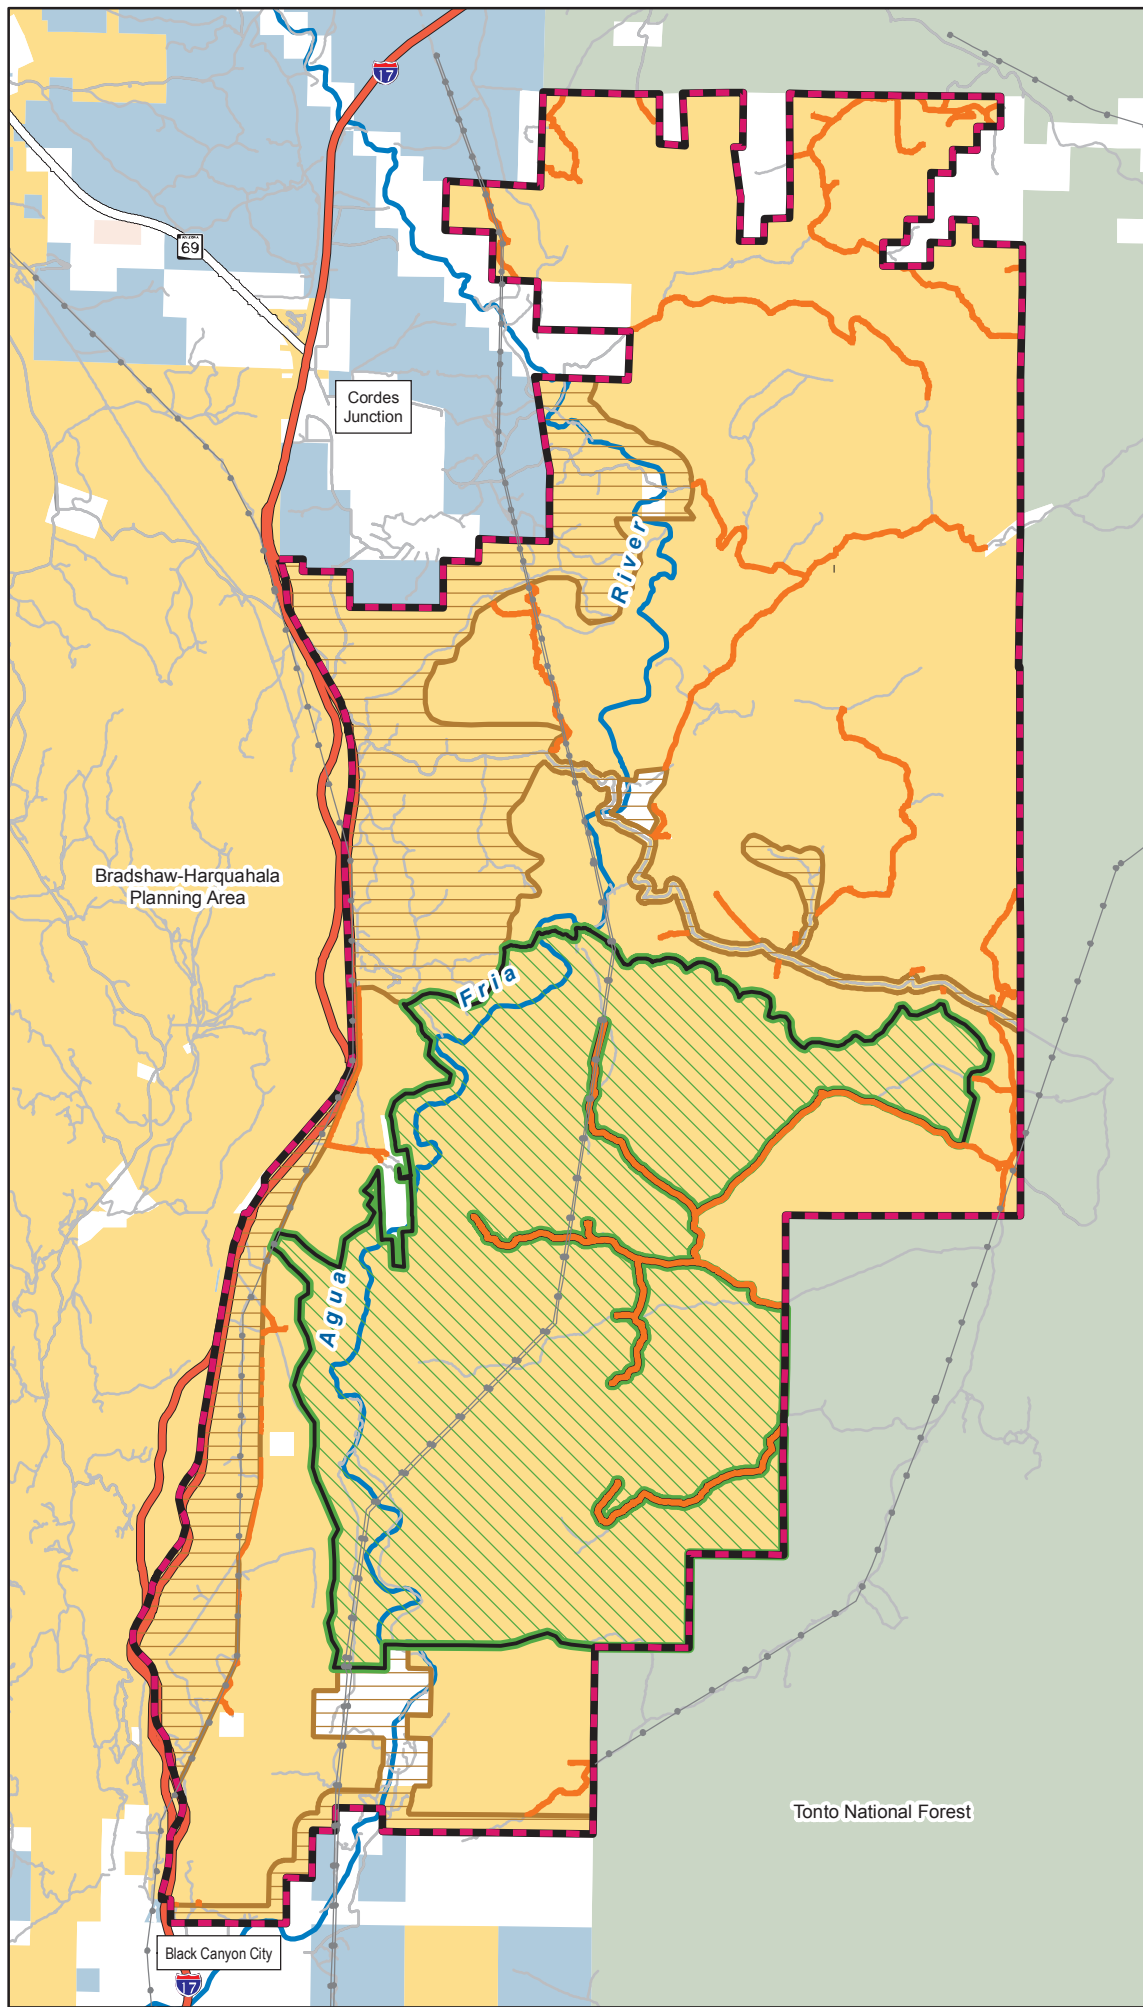 17
69
Cordes
Junction
River
Bradshaw-Harquahala
Planning Area
Fria
Agua
Tonto National Forest
Black Canyon City
17